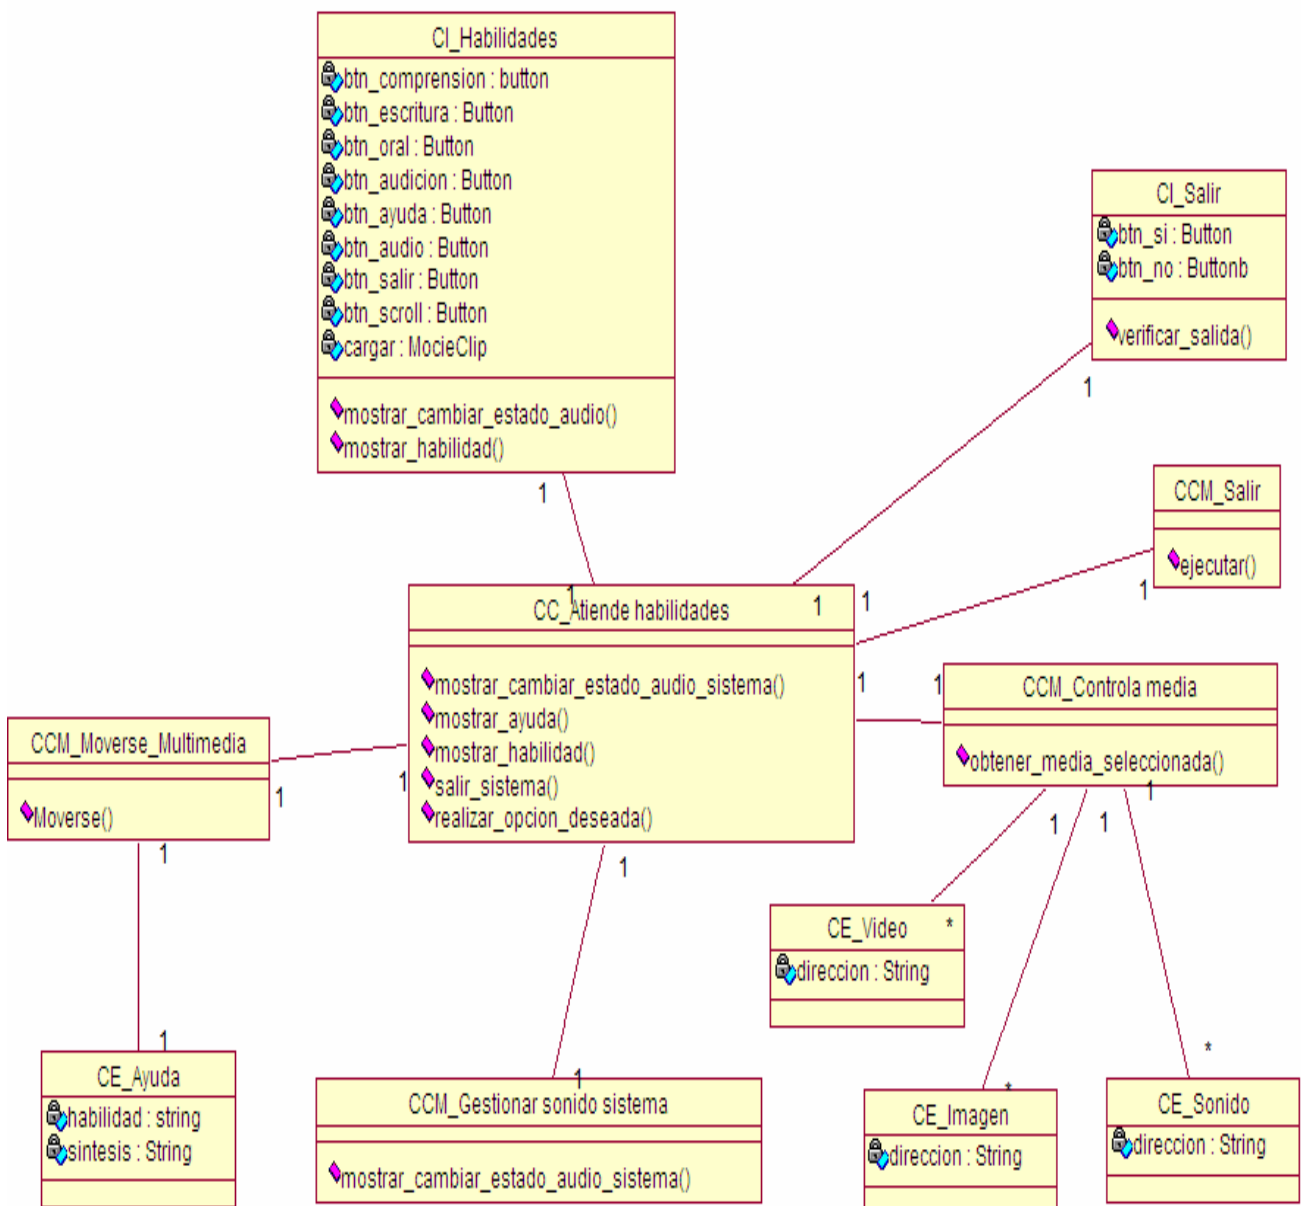 CI_Habilidades
btn_comprension : button
btn_escritura : Button
btn_oral : Button
btn_audicion : Button
btn_ayuda : Button
btn_audio : Button
btn_salir : Button
btn_scroll : Button
cargar : MocieClip
mostrar_cambiar_estado_audio()
mostrar_habilidad()
1
CI_Salir
btn_si : Button
btn_no : Buttonb
verificar_salida()
1
CCM_Salir
ejecutar()
1
1
1
1
CC_Atiende habilidades
mostrar_cambiar_estado_audio_sistema()
mostrar_ayuda()
mostrar_habilidad()
salir_sistema()
realizar_opcion_deseada()
1
1
CCM_Controla media
obtener_media_seleccionada()
1
1
1
CCM_Moverse_Multimedia
Moverse()
1
1
1
1
CE_Video
*
direccion : String
1
CE_Ayuda
habilidad : string
sintesis : String
1
CCM_Gestionar sonido sistema
mostrar_cambiar_estado_audio_sistema()
*
CE_Imagen
direccion : String
*
CE_Sonido
direccion : String